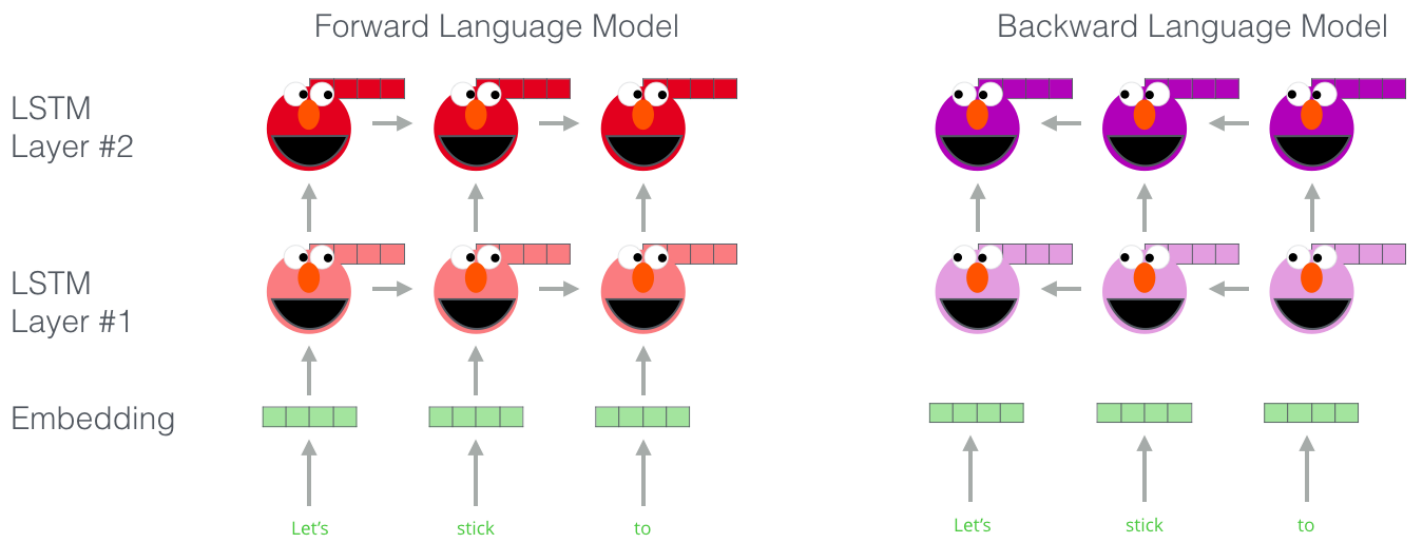 Forward Language Model
Backward Language Model
LSTM
Layer #2
LSTM
Layer #1
Embedding
Let's
stick
to
Let's
stick
to